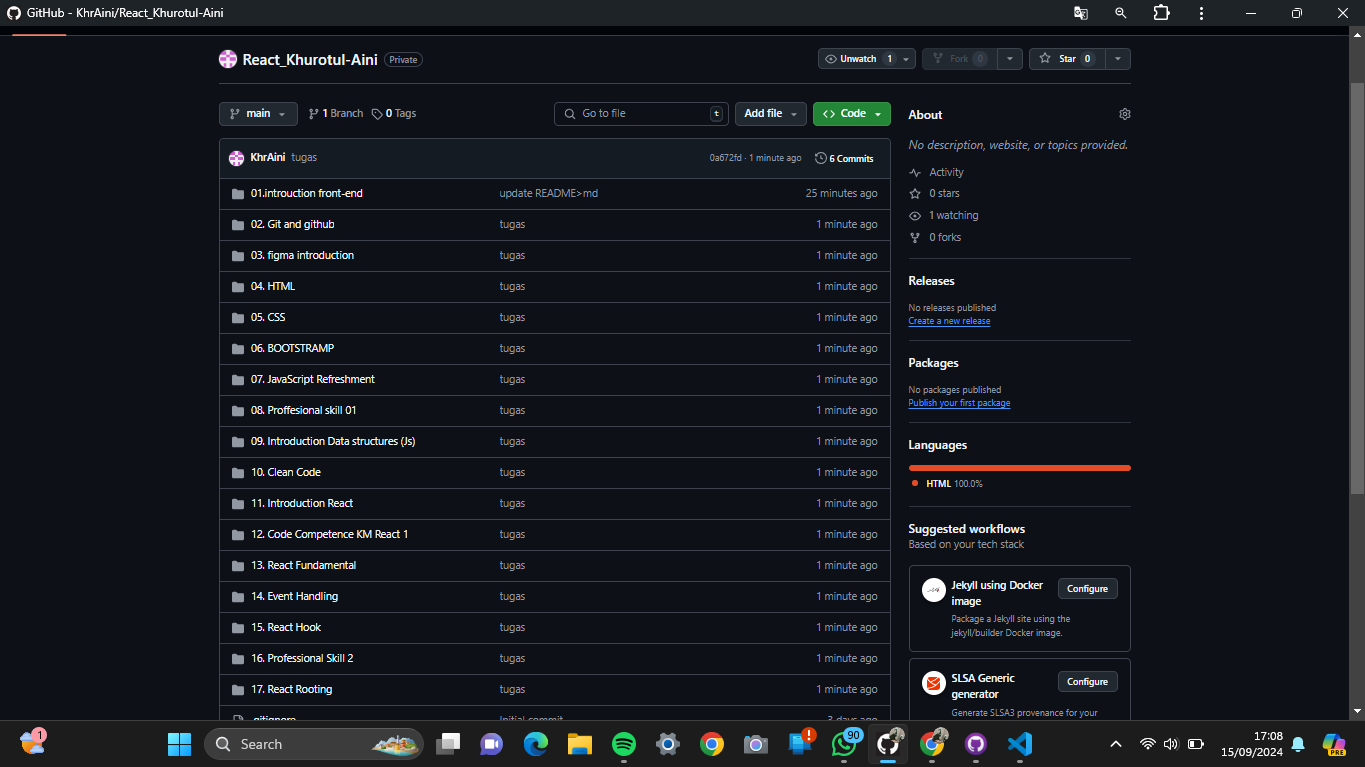 GitHub - KhrAini/React_Khurotul-Aini
React_Khurotul-Aini Private
Unwatch 1
Fork 0
Star 0
main
1 Branch
0 Tags
Go to file t
Add file
Code
KhrAini tugas 0a672fd · 1 minute ago 6 Commits
01.introuction front-end update README>md 25 minutes ago
02. Git and github tugas 1 minute ago
03. figma introduction tugas 1 minute ago
04. HTML tugas 1 minute ago
05. CSS tugas 1 minute ago
06. BOOTSTRAMP tugas 1 minute ago
07. JavaScript Refreshment tugas 1 minute ago
08. Proffesional skill 01 tugas 1 minute ago
09. Introduction Data structures (Js) tugas 1 minute ago
10. Clean Code tugas 1 minute ago
11. Introduction React tugas 1 minute ago
12. Code Competence KM React 1 tugas 1 minute ago
13. React Fundamental tugas 1 minute ago
14. Event Handling tugas 1 minute ago
15. React Hook tugas 1 minute ago
16. Professional Skill 2 tugas 1 minute ago
17. React Rooting tugas 1 minute ago
.gitignore Initial commit 3 days ago
About
No description, website, or topics provided.
Activity
0 stars
1 watching
0 forks
Releases
No releases published
Create a new release
Packages
No packages published
Publish your first package
Languages
HTML 100.0%
Suggested workflows
Based on your tech stack
Jekyll using Docker
image
Configure
Package a Jekyll site using the
jekyll/builder Docker image.
SLSA Generic
generator
Configure
Generate SLSA3 provenance for your
1
Search
90
17:08
15/09/2024
PRE